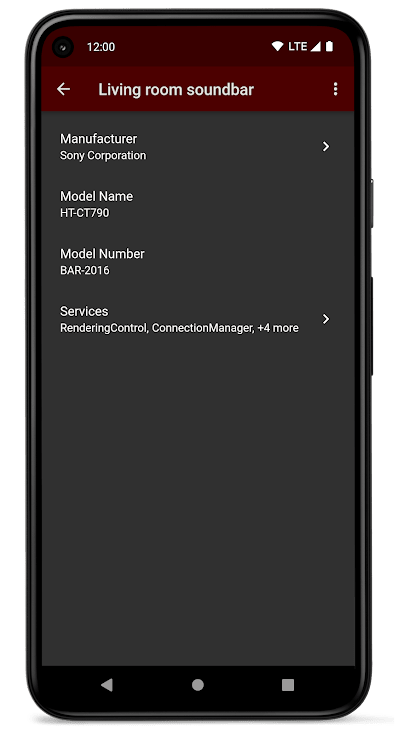 12:00
LTE
Living room soundbar
Manufacturer
Sony Corporation
Model Name
HT-CT790
Model Number
BAR-2016
Services
RenderingControl, ConnectionManager, +4 more